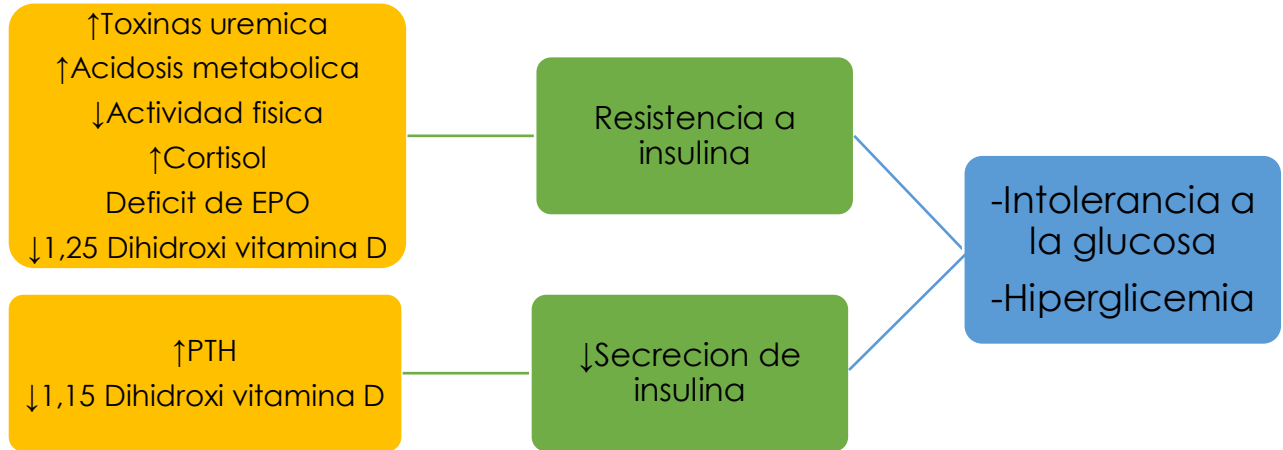 ↑Toxinas uremica
↑Acidosis metabolica
↓Actividad fisica
↑Cortisol
Deficit de EPO
↓1,25 Dihidroxi vitamina D
Resistencia a
insulina
↑PTH
↓1,15 Dihidroxi vitamina D
↓Secrecion de
insulina
-Intolerancia a
la glucosa
-Hiperglicemia